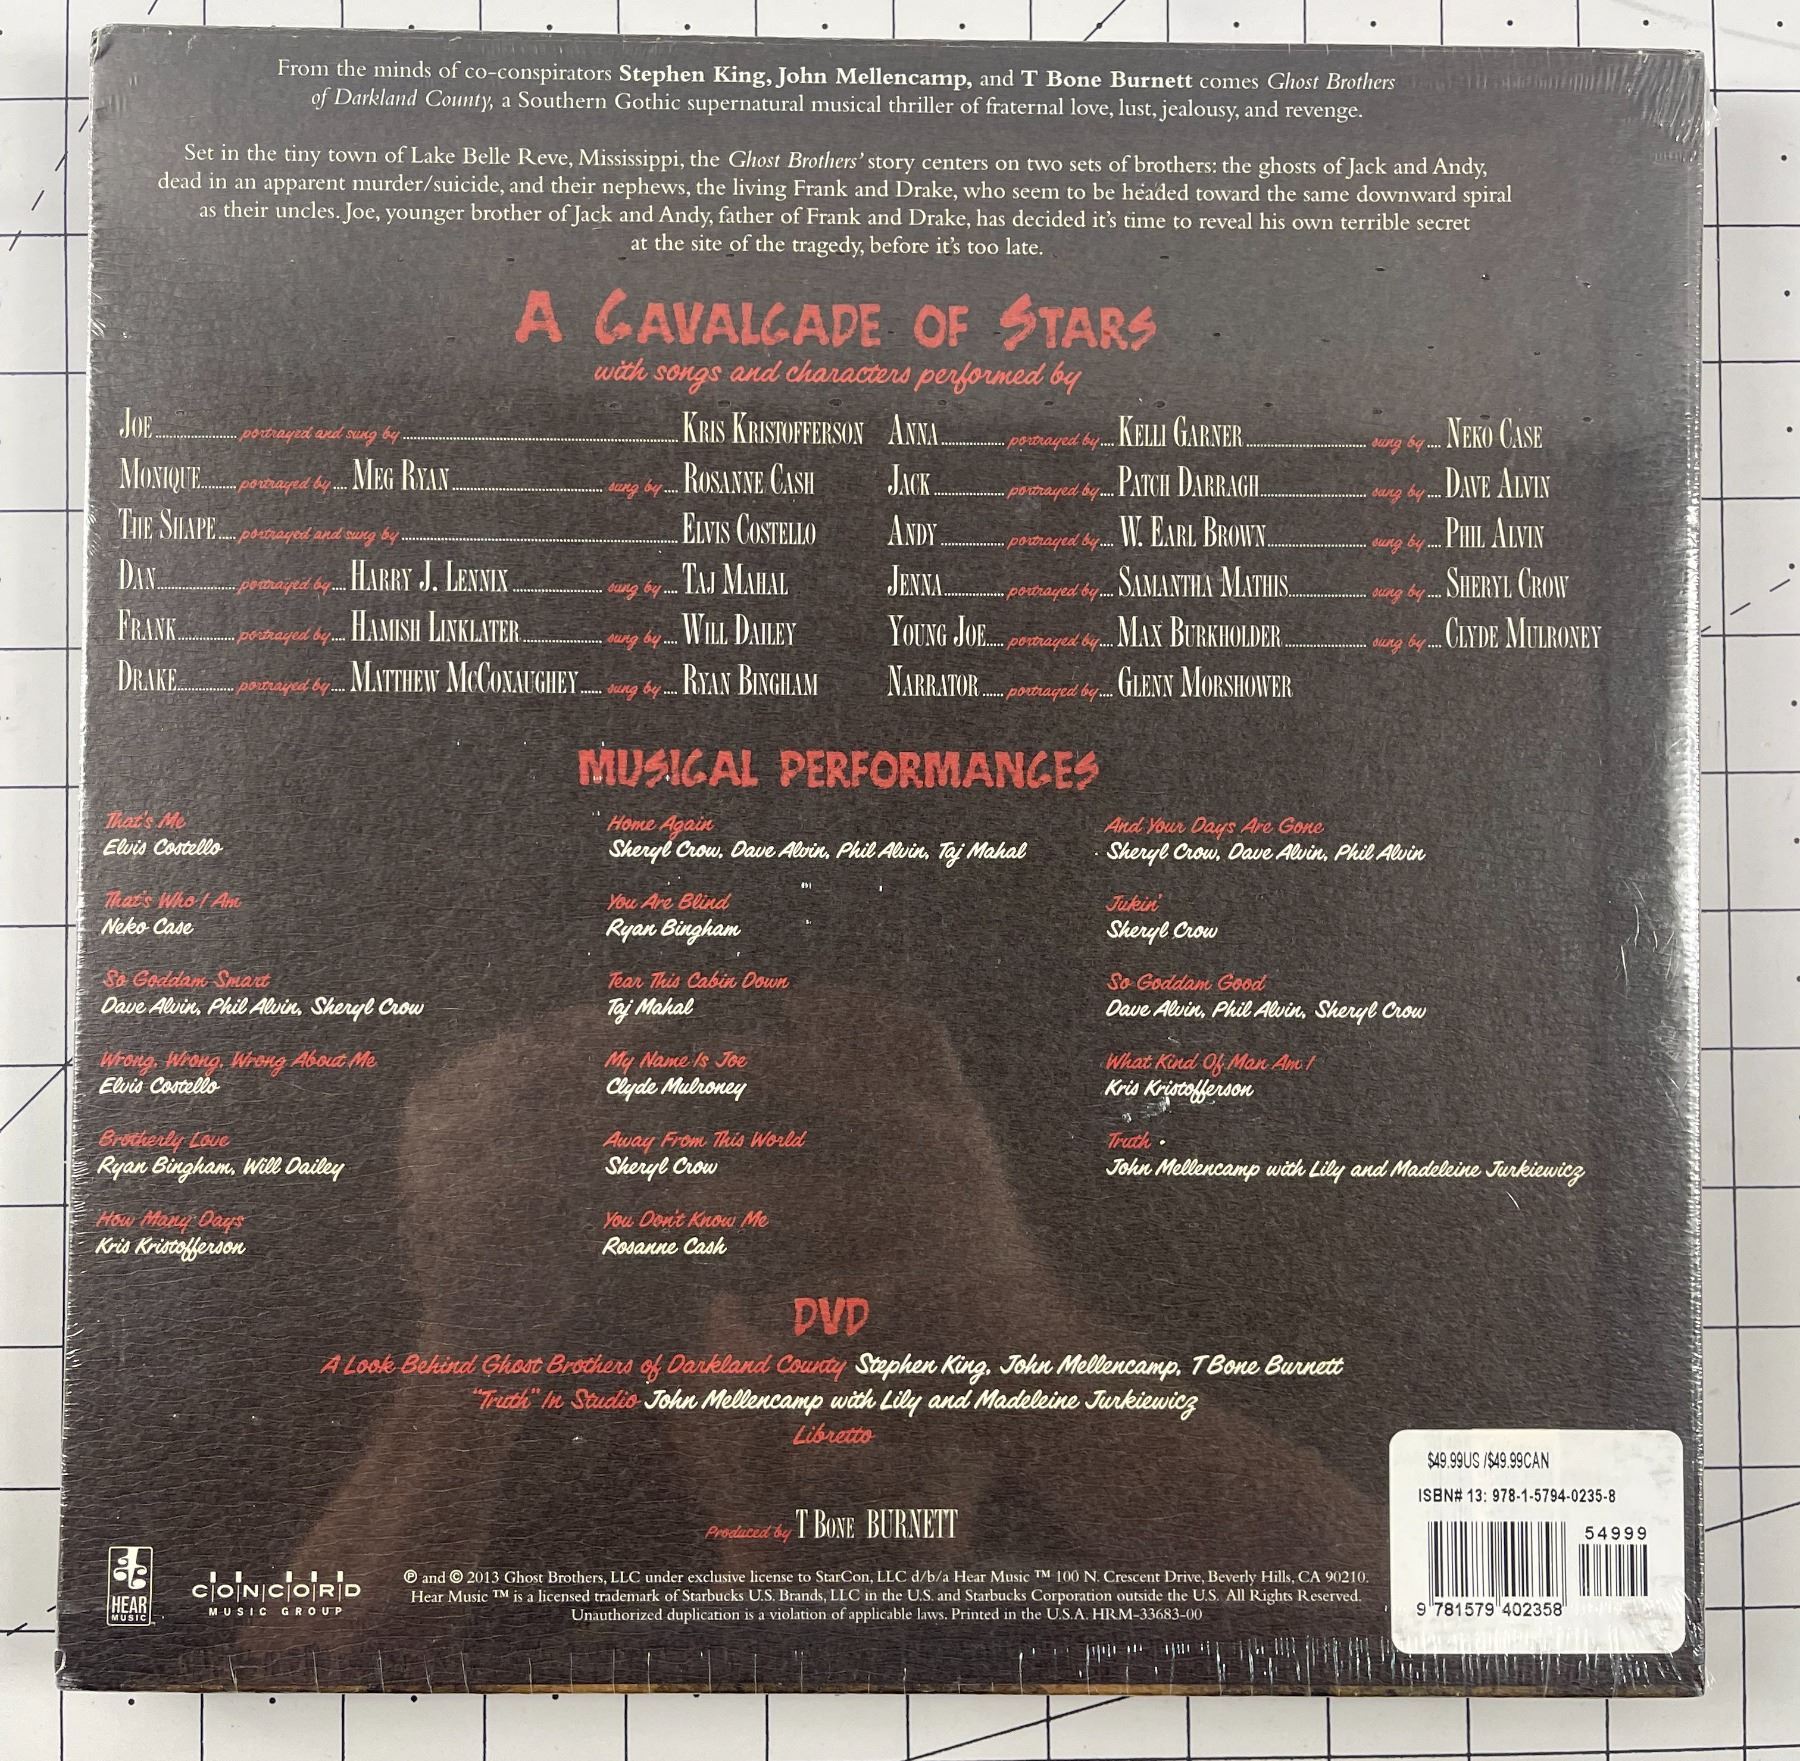 From the minds of co-conspirators Stephen King, John Mellencamp, and T Bone Burnett comes Ghost Brothers
of Darkland County, a Southern Gothic supernatural musical thriller of fraternal love, lust, jealousy, and revenge.
Set in the tiny town of Lake Belle Reve, Mississippi, the Ghost Brothers' story centers on two sets of brothers: the ghosts of Jack and Andy,
dead in an apparent murder/suicide, and their nephews, the living Frank and Drake, who seem to be headed toward the same downward spiral
as their uncles. Joe, younger brother of Jack and Andy, father of Frank and Drake, has decided it's time to reveal his own terrible secret
at the site of the tragedy, before it's too late.
A CAVALCADE OF STARS
with songs and characters performed by
JOE portrayed and sung by KRIS KRISTOFFERSON
MONIQUE portrayed by MEG RYAN sung by ROSANNE CASH
THE SHAPE portrayed and sung by ELVIS COSTELLO
DAN portrayed by HARRY J. LENNIX sung by TAJ MAHAL
FRANK portrayed by HAMISH LINKLATER sung by WILL DAILEY
DRAKE portrayed by MATTHEW MCCONAUGHEY sung by RYAN BINGHAM
ANNA portrayed by KELLI GARNER sung by NEKO CASE
JACK portrayed by PATCH DARRAGH sung by DAVE ALVIN
ANDY portrayed by W. EARL BROWN sung by PHIL ALVIN
JENNA portrayed by SAMANTHA MATHIS sung by SHERYL CROW
YOUNG JOE portrayed by MAX BURKHOLDER sung by CLYDE MULRONEY
NARRATOR portrayed by GLENN MORSHOWER
MUSICAL PERFORMANCES
That's Me
Elvis Costello
That's Who I Am
Neko Case
So Goddam Smart
Dave Alvin, Phil Alvin, Sheryl Crow
Wrong, Wrong, Wrong About Me
Elvis Costello
Brotherly Love
Ryan Bingham, Will Dailey
How Many Days
Kris Kristofferson
Home Again
Sheryl Crow, Dave Alvin, Phil Alvin, Taj Mahal
You Are Blind
Ryan Bingham
Tear This Cabin Down
Taj Mahal
My Name Is Joe
Clyde Mulroney
Away From This World
Sheryl Crow
You Don't Know Me
Rosanne Cash
And Your Days Are Gone
Sheryl Crow, Dave Alvin, Phil Alvin
Jukin'
Sheryl Crow
So Goddam Good
Dave Alvin, Phil Alvin, Sheryl Crow
What Kind Of Man Am I
Kris Kristofferson
Truth
John Mellencamp with Lily and Madeleine Jurkiewicz
DVD
A Look Behind Ghost Brothers of Darkland County Stephen King, John Mellencamp, T Bone Burnett
"Truth" In Studio John Mellencamp with Lily and Madeleine Jurkiewicz
Libretto
Produced by T BONE BURNETT
HEAR
MUSIC
CONCORD
MUSIC GROUP
℗ and © 2013 Ghost Brothers, LLC under exclusive license to StarCon, LLC d/b/a Hear Music ™ 100 N. Crescent Drive, Beverly Hills, CA 90210.
Hear Music ™ is a licensed trademark of Starbucks U.S. Brands, LLC in the U.S. and Starbucks Corporation outside the U.S. All Rights Reserved.
Unauthorized duplication is a violation of applicable laws. Printed in the U.S.A. HRM-33683-00
$49.99US /$49.99CAN
ISBN# 13: 978-1-5794-0235-8
54999
9 781579 402358